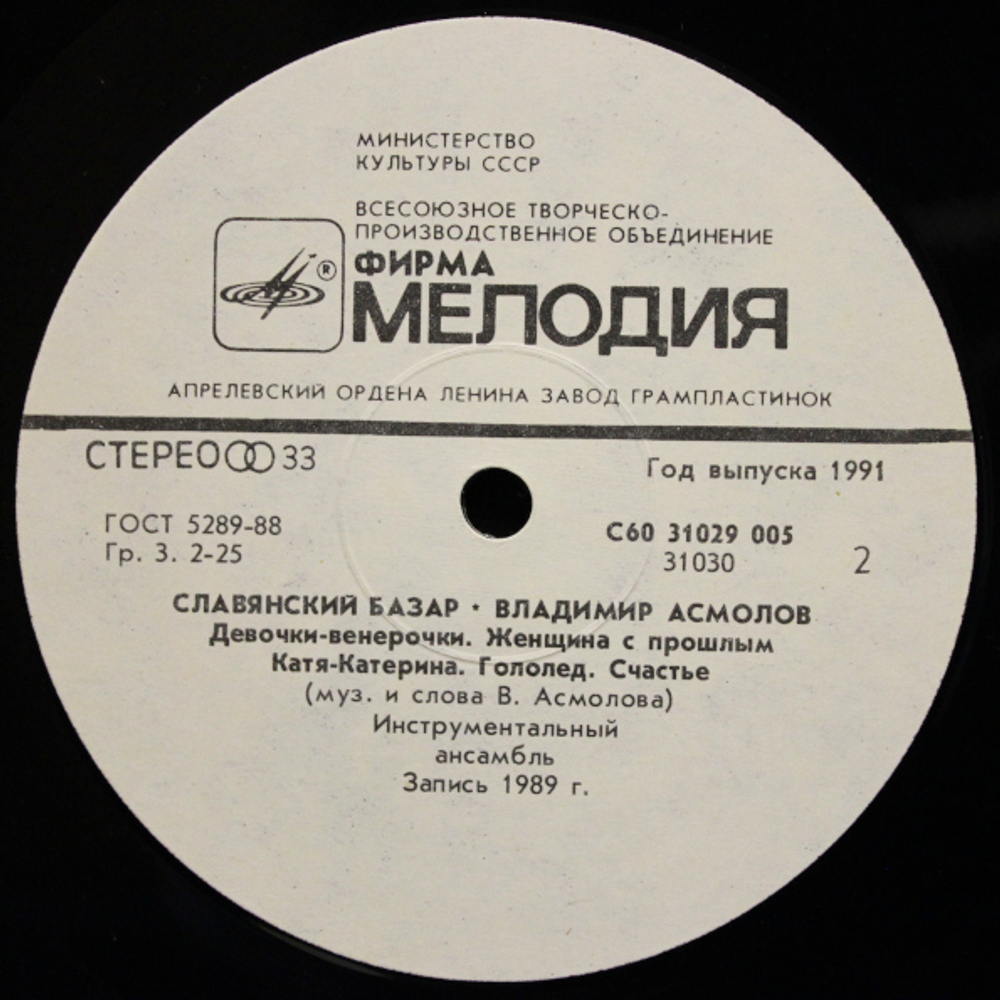 МИНИСТЕРСТВО
КУЛЬТУРЫ СССР
ВСЕСОЮЗНОЕ ТВОРЧЕСКО-
ПРОИЗВОДСТВЕННОЕ ОБЪЕДИНЕНИЕ
®
ФИРМА
МЕЛОДИЯ
АПРЕЛЕВСКИЙ ОРДЕНА ЛЕНИНА ЗАВОД ГРАМПЛАСТИНОК
СТЕРЕО 33
Год выпуска 1991
ГОСТ 5289-88
Гр. 3. 2-25
С60 31029 005
31030
2
СЛАВЯНСКИЙ БАЗАР · ВЛАДИМИР АСМОЛОВ
Девочки-венерочки. Женщина с прошлым
Катя-Катерина. Гололед. Счастье
(муз. и слова В. Асмолова)
Инструментальный
ансамбль
Запись 1989 г.